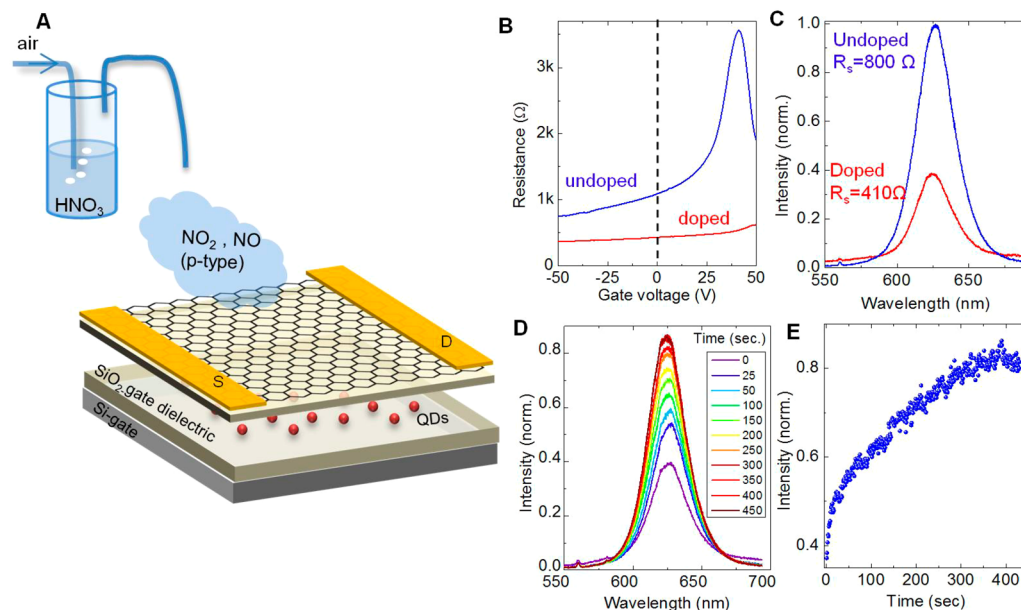 A
air
HNO₃
NO₂ , NO
(p-type)
D
S
SiO₂-gate dielectric
Si-gate
QDs
B
Resistance (Ω)
3k
2k
1k
0
undoped
doped
-50
-25
0
25
50
Gate voltage (V)
C
Undoped
Rₛ=800 Ω
Doped
Rₛ=410Ω
Intensity (norm.)
1.0
0.8
0.6
0.4
0.2
0.0
550
600
650
Wavelength (nm)
D
Time (sec.)
0
25
50
100
150
200
250
300
350
400
450
Intensity (norm.)
0.8
0.6
0.4
0.2
0.0
550
600
650
700
Wavelength (nm)
E
Intensity (norm.)
0.8
0.6
0.4
0
100
200
300
400
Time (sec)